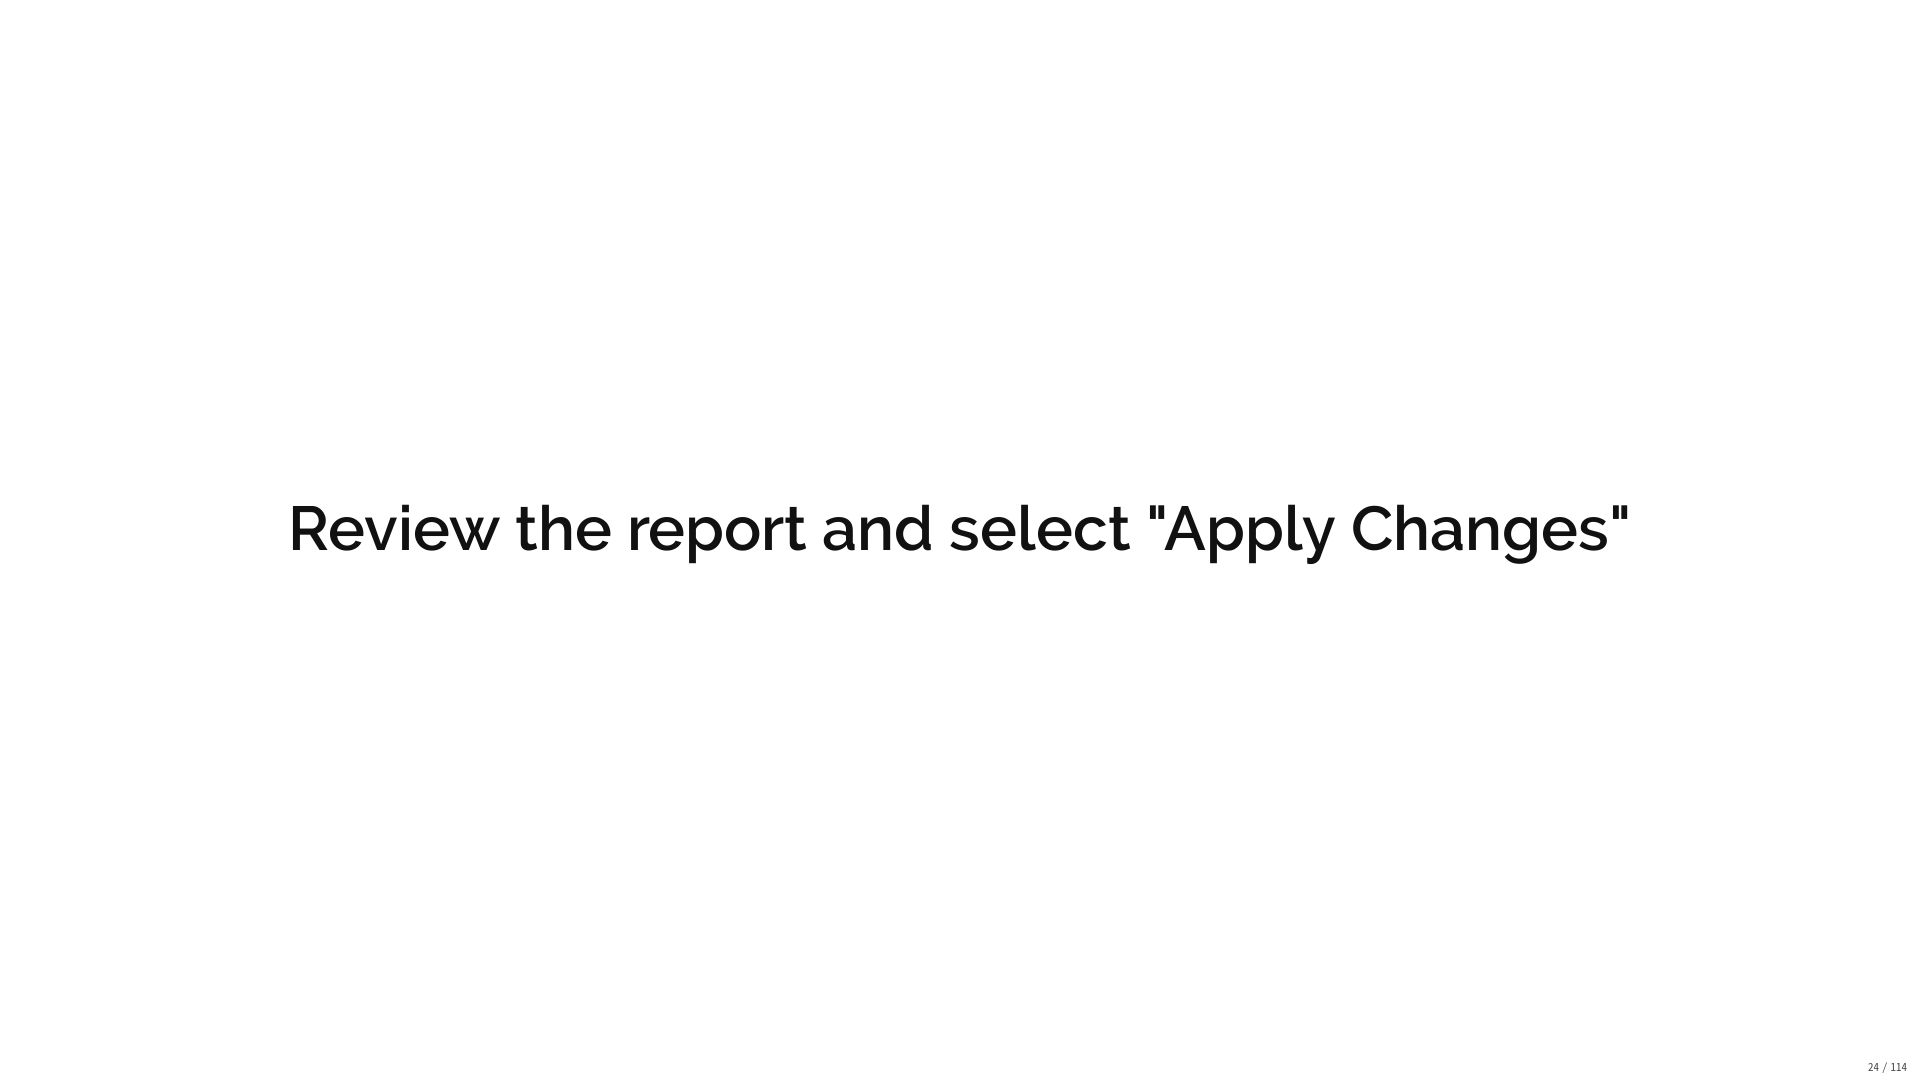 Review the report and select "Apply Changes"
24 / 114